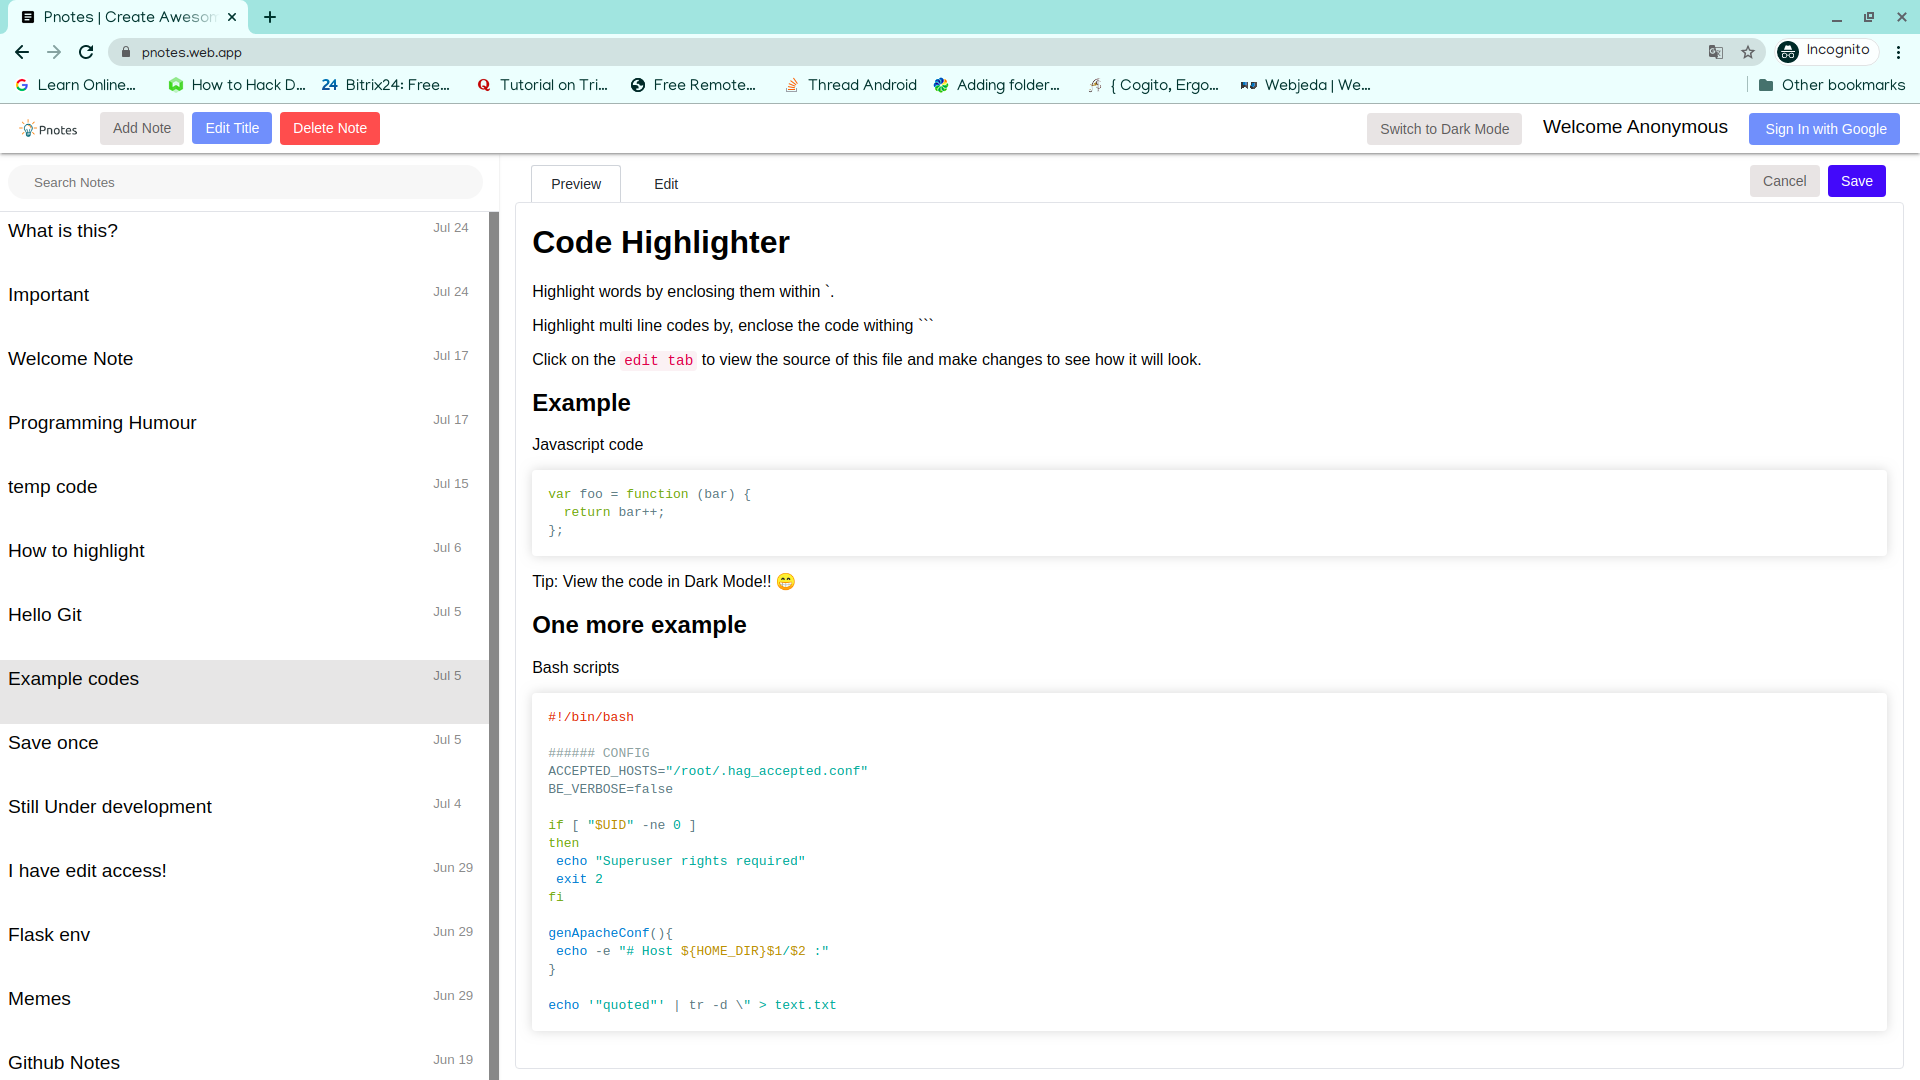 Pnotes | Create Aweson
pnotes.web.app
Incognito
Learn Online...
How to Hack D...
24 Bitrix24: Free...
Tutorial on Tri...
Free Remote...
Thread Android
Adding folder...
{ Cogito, Ergo...
Webjeda | We...
Other bookmarks
Pnotes
Add Note
Edit Title
Delete Note
Switch to Dark Mode
Welcome Anonymous
Sign In with Google
Search Notes
What is this? Jul 24
Important Jul 24
Welcome Note Jul 17
Programming Humour Jul 17
temp code Jul 15
How to highlight Jul 6
Hello Git Jul 5
Example codes Jul 5
Save once Jul 5
Still Under development Jul 4
I have edit access! Jun 29
Flask env Jun 29
Memes Jun 29
Github Notes Jun 19
Preview
Edit
Cancel
Save
Code Highlighter
Highlight words by enclosing them within `.
Highlight multi line codes by, enclose the code withing ```
Click on the edit tab to view the source of this file and make changes to see how it will look.
Example
Javascript code
var foo = function (bar) {
  return bar++;
};
Tip: View the code in Dark Mode!! 😁
One more example
Bash scripts
#!/bin/bash
###### CONFIG
ACCEPTED_HOSTS="/root/.hag_accepted.conf"
BE_VERBOSE=false
if [ "$UID" -ne 0 ]
then
 echo "Superuser rights required"
 exit 2
fi
genApacheConf(){
 echo -e "# Host ${HOME_DIR}$1/$2 :"
}
echo '"quoted"' | tr -d \" > text.txt